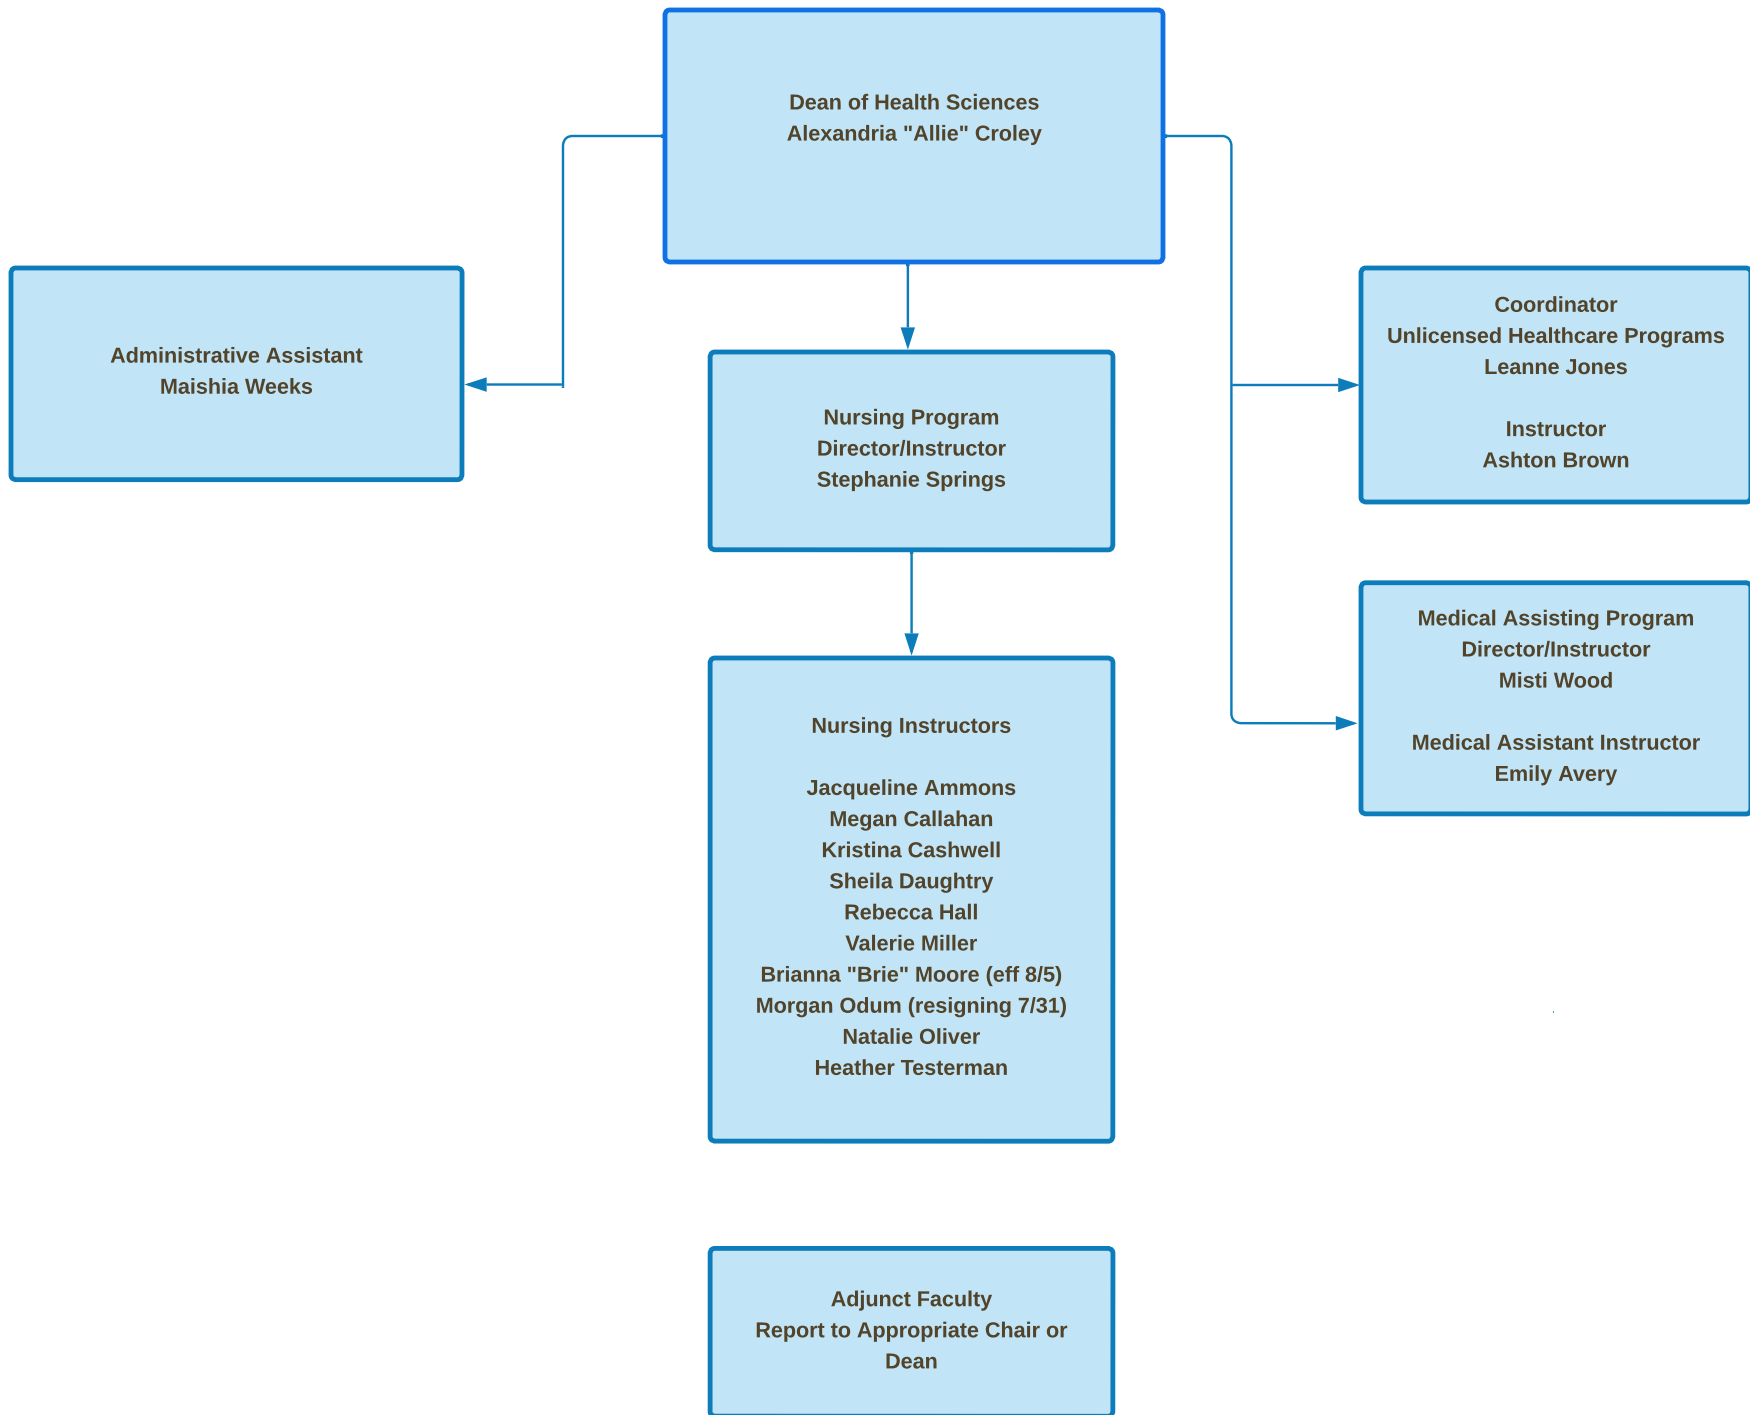 Dean of Health Sciences
Alexandria "Allie" Croley
Administrative Assistant
Maishia Weeks
Nursing Program
Director/Instructor
Stephanie Springs
Coordinator
Unlicensed Healthcare Programs
Leanne Jones
Instructor
Ashton Brown
Medical Assisting Program
Director/Instructor
Misti Wood
Medical Assistant Instructor
Emily Avery
Nursing Instructors
Jacqueline Ammons
Megan Callahan
Kristina Cashwell
Sheila Daughtry
Rebecca Hall
Valerie Miller
Brianna "Brie" Moore (eff 8/5)
Morgan Odum (resigning 7/31)
Natalie Oliver
Heather Testerman
Adjunct Faculty
Report to Appropriate Chair or
Dean